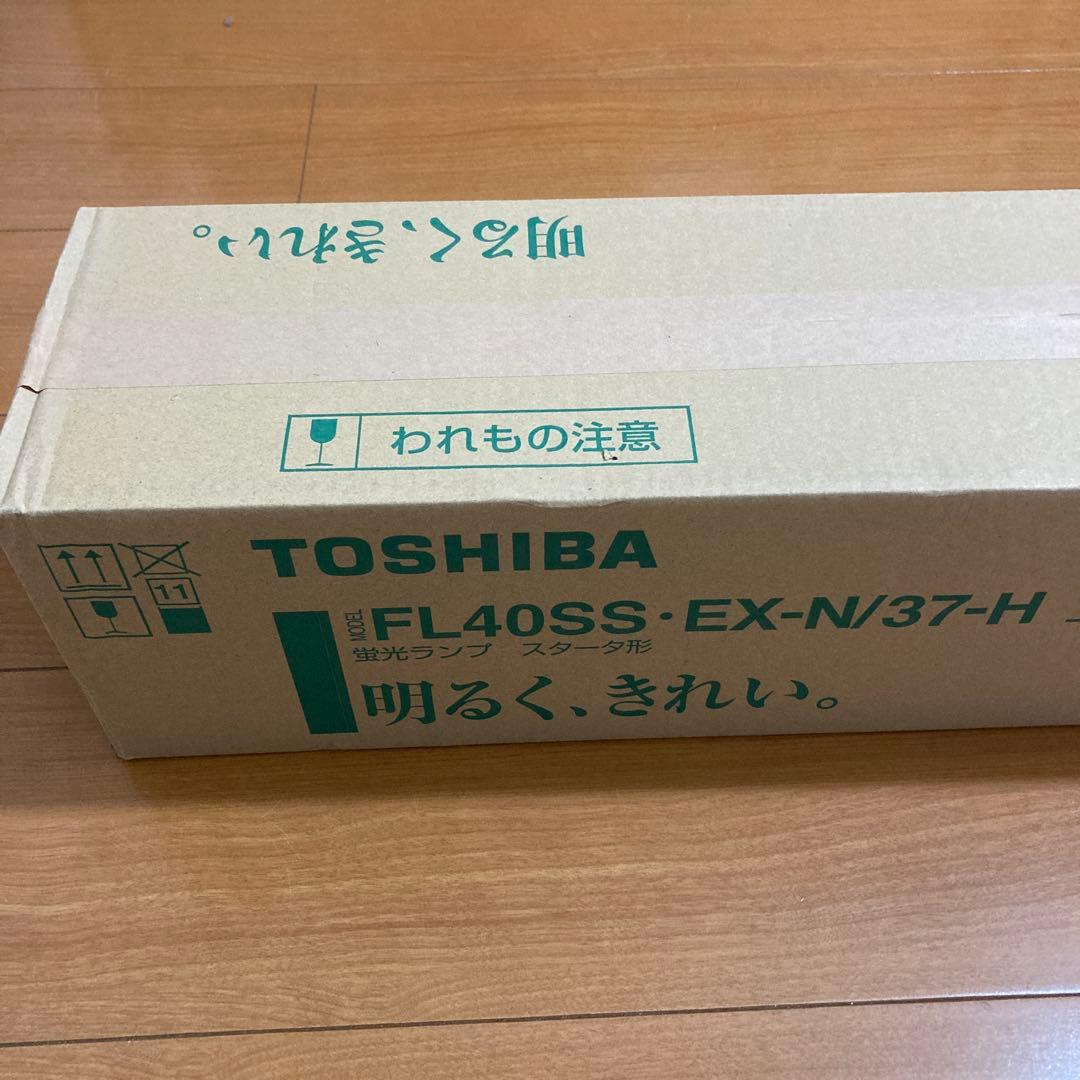 明るく、きれい。
われもの注意
TOSHIBA
11
MODEL FL40SS・EX-N/37-H
蛍光ランプ スタータ形
明るく、きれい。